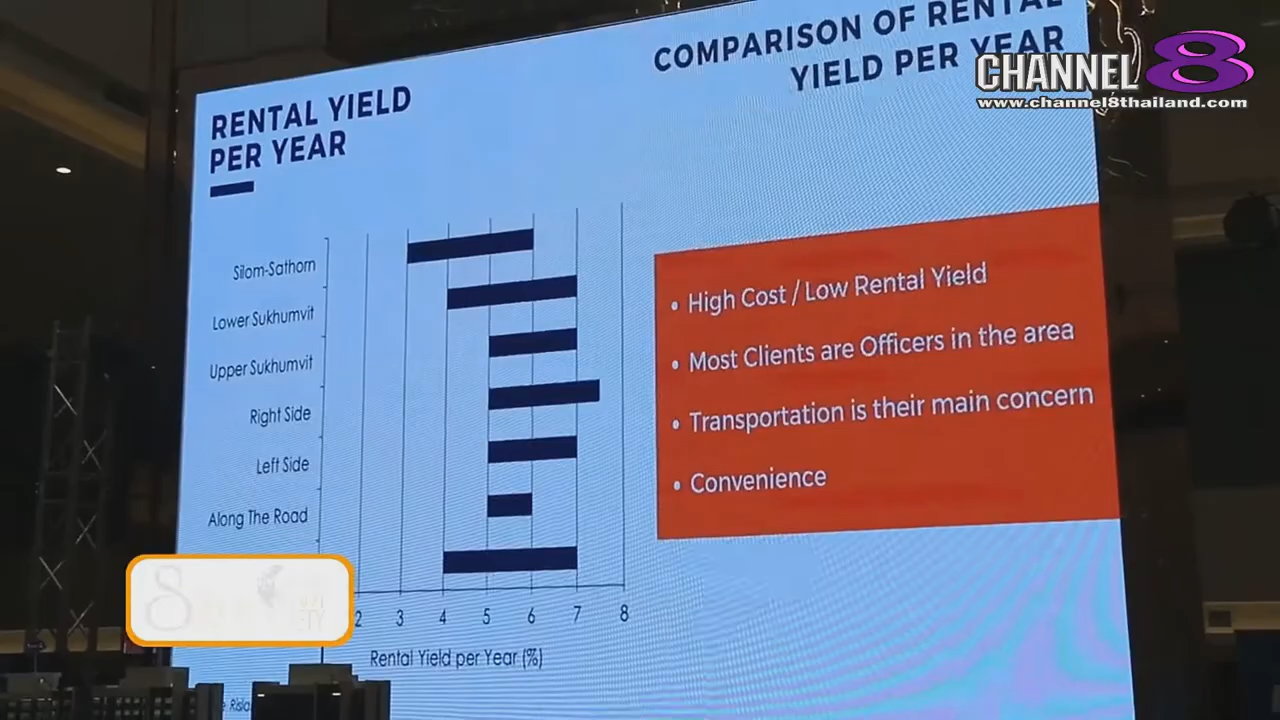 COMPARISON OF RENTAL
YIELD PER YEAR
CHANNEL 8
www.channel8thailand.com
RENTAL YIELD
PER YEAR
Silom-Sathorn
Lower Sukhumvit
Upper Sukhumvit
Right Side
Left Side
Along The Road
2 3 4 5 6 7 8
Rental Yield per Year (%)
• High Cost / Low Rental Yield
• Most Clients are Officers in the area
• Transportation is their main concern
• Convenience